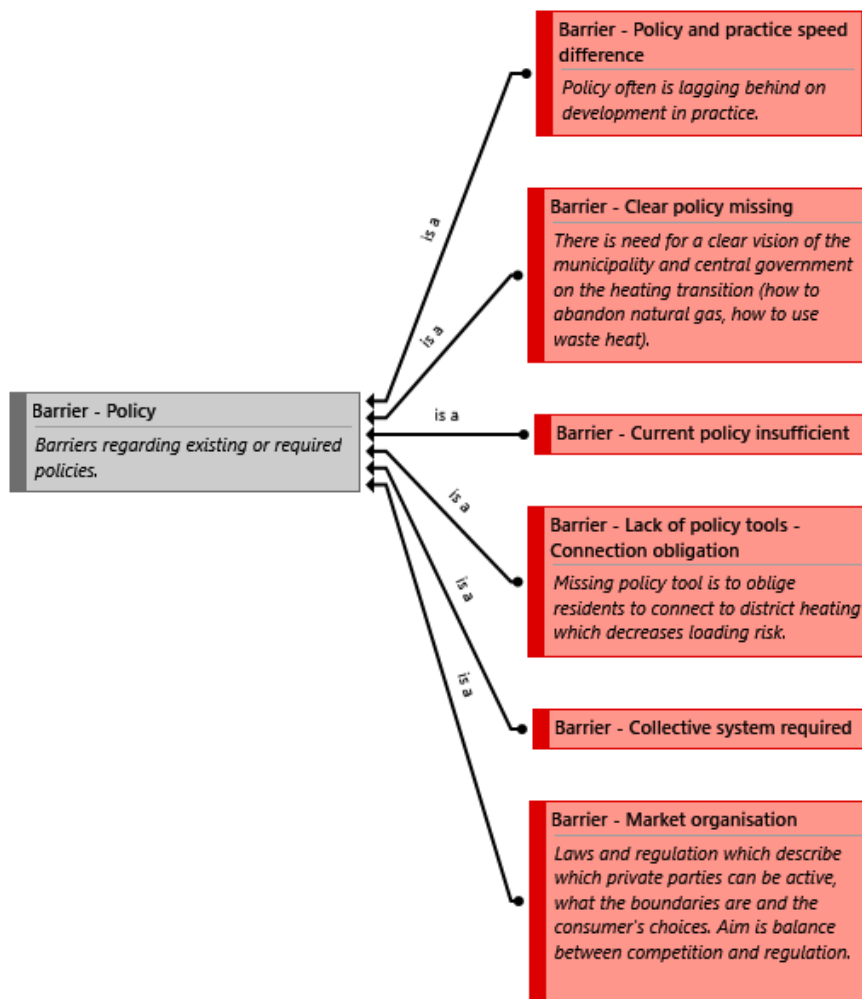 Barrier - Policy and practice speed
difference
Policy often is lagging behind on
development in practice.
is a
Barrier - Clear policy missing
There is need for a clear vision of the
municipality and central government
on the heating transition (how to
abandon natural gas, how to use
waste heat).
is a
Barrier - Policy
Barriers regarding existing or required
policies.
is a
Barrier - Current policy insufficient
is a
Barrier - Lack of policy tools -
Connection obligation
Missing policy tool is to oblige
residents to connect to district heating
which decreases loading risk.
is a
Barrier - Collective system required
is a
Barrier - Market organisation
Laws and regulation which describe
which private parties can be active,
what the boundaries are and the
consumer's choices. Aim is balance
between competition and regulation.